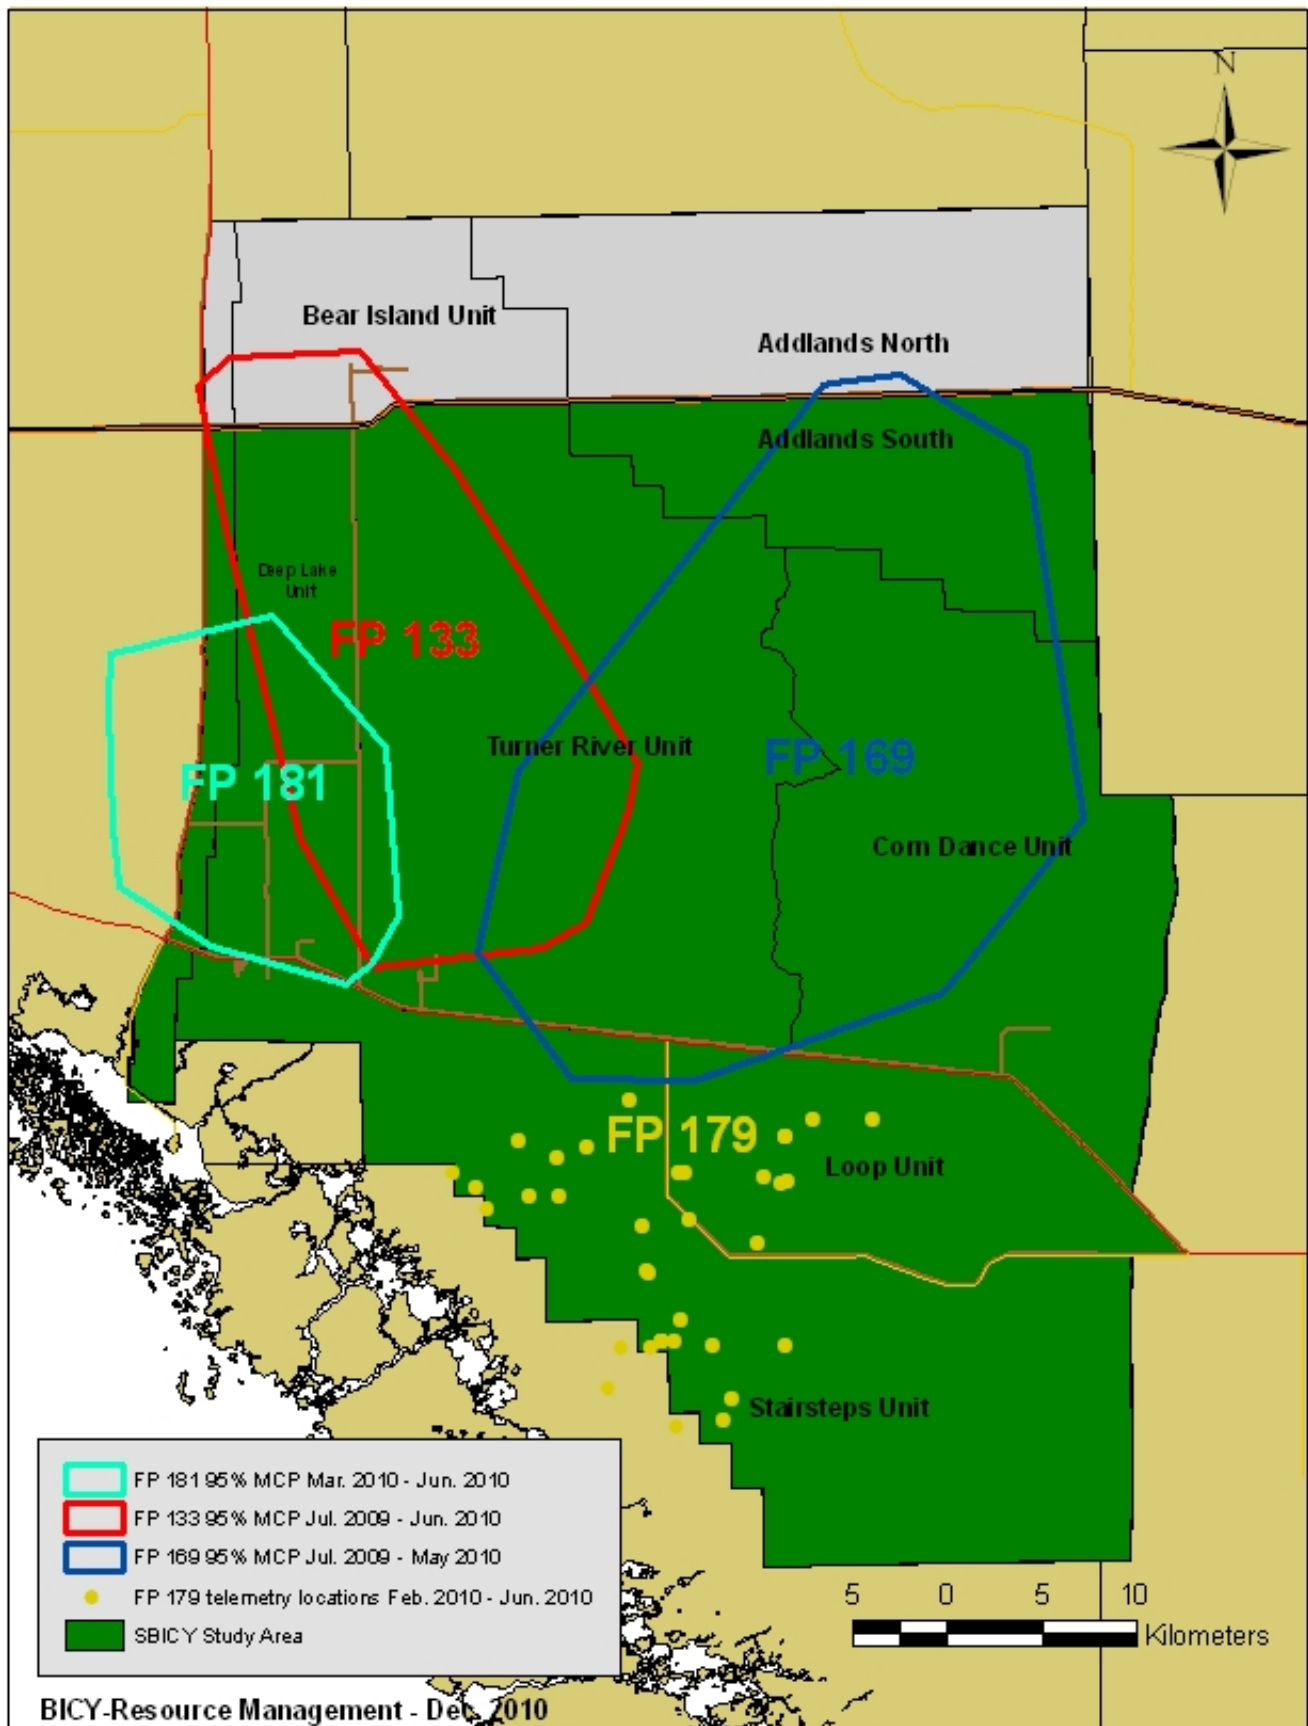 N
Bear Island Unit
Addlands North
Addlands South
Deep Lake
Unit
FP 133
Turner River Unit
FP 169
FP 181
Corn Dance Unit
FP 179
Loop Unit
Stairsteps Unit
FP 181 95% MCP Mar. 2010 - Jun. 2010
FP 133 95% MCP Jul. 2009 - Jun. 2010
FP 169 95% MCP Jul. 2009 - May 2010
FP 179 telemetry locations Feb. 2010 - Jun. 2010
SBICY Study Area
5 0 5 10
Kilometers
BICY-Resource Management - Dec. 2010